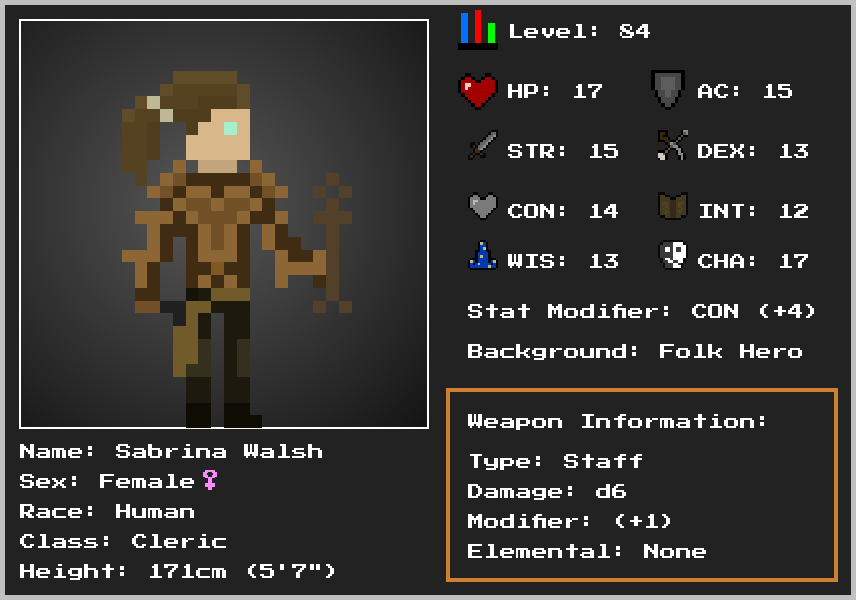 Level: 84
HP: 17
AC: 15
STR: 15
DEX: 13
CON: 14
INT: 12
WIS: 13
CHA: 17
Stat Modifier: CON (+4)
Background: Folk Hero
Weapon Information:
Type: Staff
Damage: d6
Modifier: (+1)
Elemental: None
Name: Sabrina Walsh
Sex: Female♀
Race: Human
Class: Cleric
Height: 171cm (5'7")